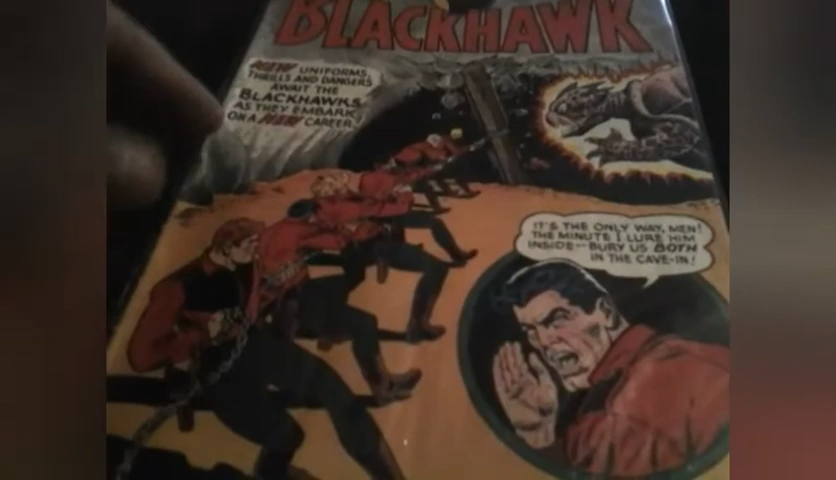 BLACKHAWK
NEW UNIFORMS,
THRILLS AND DANGERS
AWAIT THE
BLACKHAWKS
AS THEY EMBARK
ON A NEW CAREER!
IT'S THE ONLY WAY, MEN!
THE MINUTE I LURE HIM
INSIDE--BURY US BOTH
IN THE CAVE-IN!